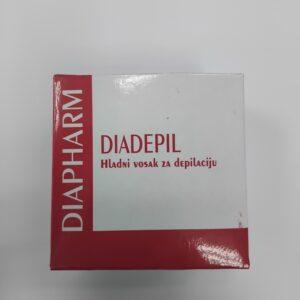 DIAPHARM
DIADEPIL
Hladni vosak za depilaciju